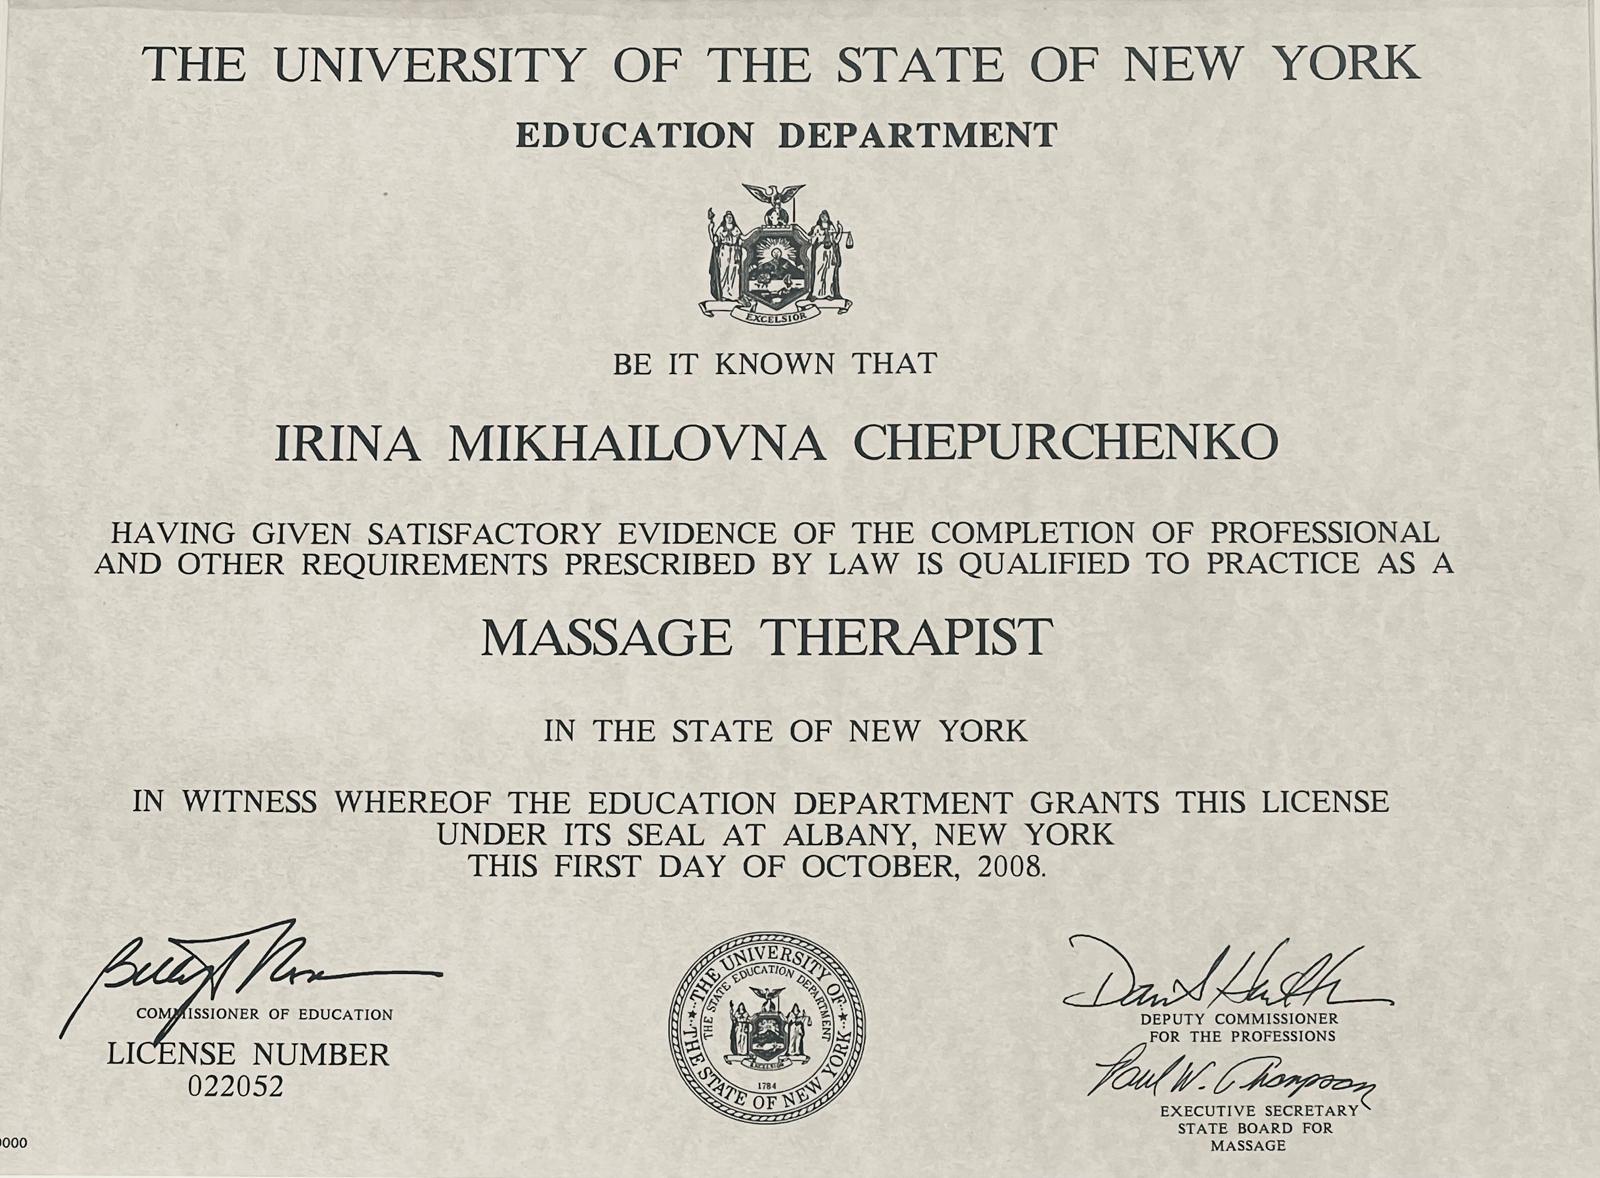 THE UNIVERSITY OF THE STATE OF NEW YORK
EDUCATION DEPARTMENT
EXCELSIOR
BE IT KNOWN THAT
IRINA MIKHAILOVNA CHEPURCHENKO
HAVING GIVEN SATISFACTORY EVIDENCE OF THE COMPLETION OF PROFESSIONAL
AND OTHER REQUIREMENTS PRESCRIBED BY LAW IS QUALIFIED TO PRACTICE AS A
MASSAGE THERAPIST
IN THE STATE OF NEW YORK
IN WITNESS WHEREOF THE EDUCATION DEPARTMENT GRANTS THIS LICENSE
UNDER ITS SEAL AT ALBANY, NEW YORK
THIS FIRST DAY OF OCTOBER, 2008.
COMMISSIONER OF EDUCATION
LICENSE NUMBER
022052
THE UNIVERSITY OF THE STATE OF NEW YORK
THE STATE EDUCATION DEPARTMENT
EXCELSIOR
1784
DEPUTY COMMISSIONER
FOR THE PROFESSIONS
Paul W. Thompson
EXECUTIVE SECRETARY
STATE BOARD FOR
MASSAGE